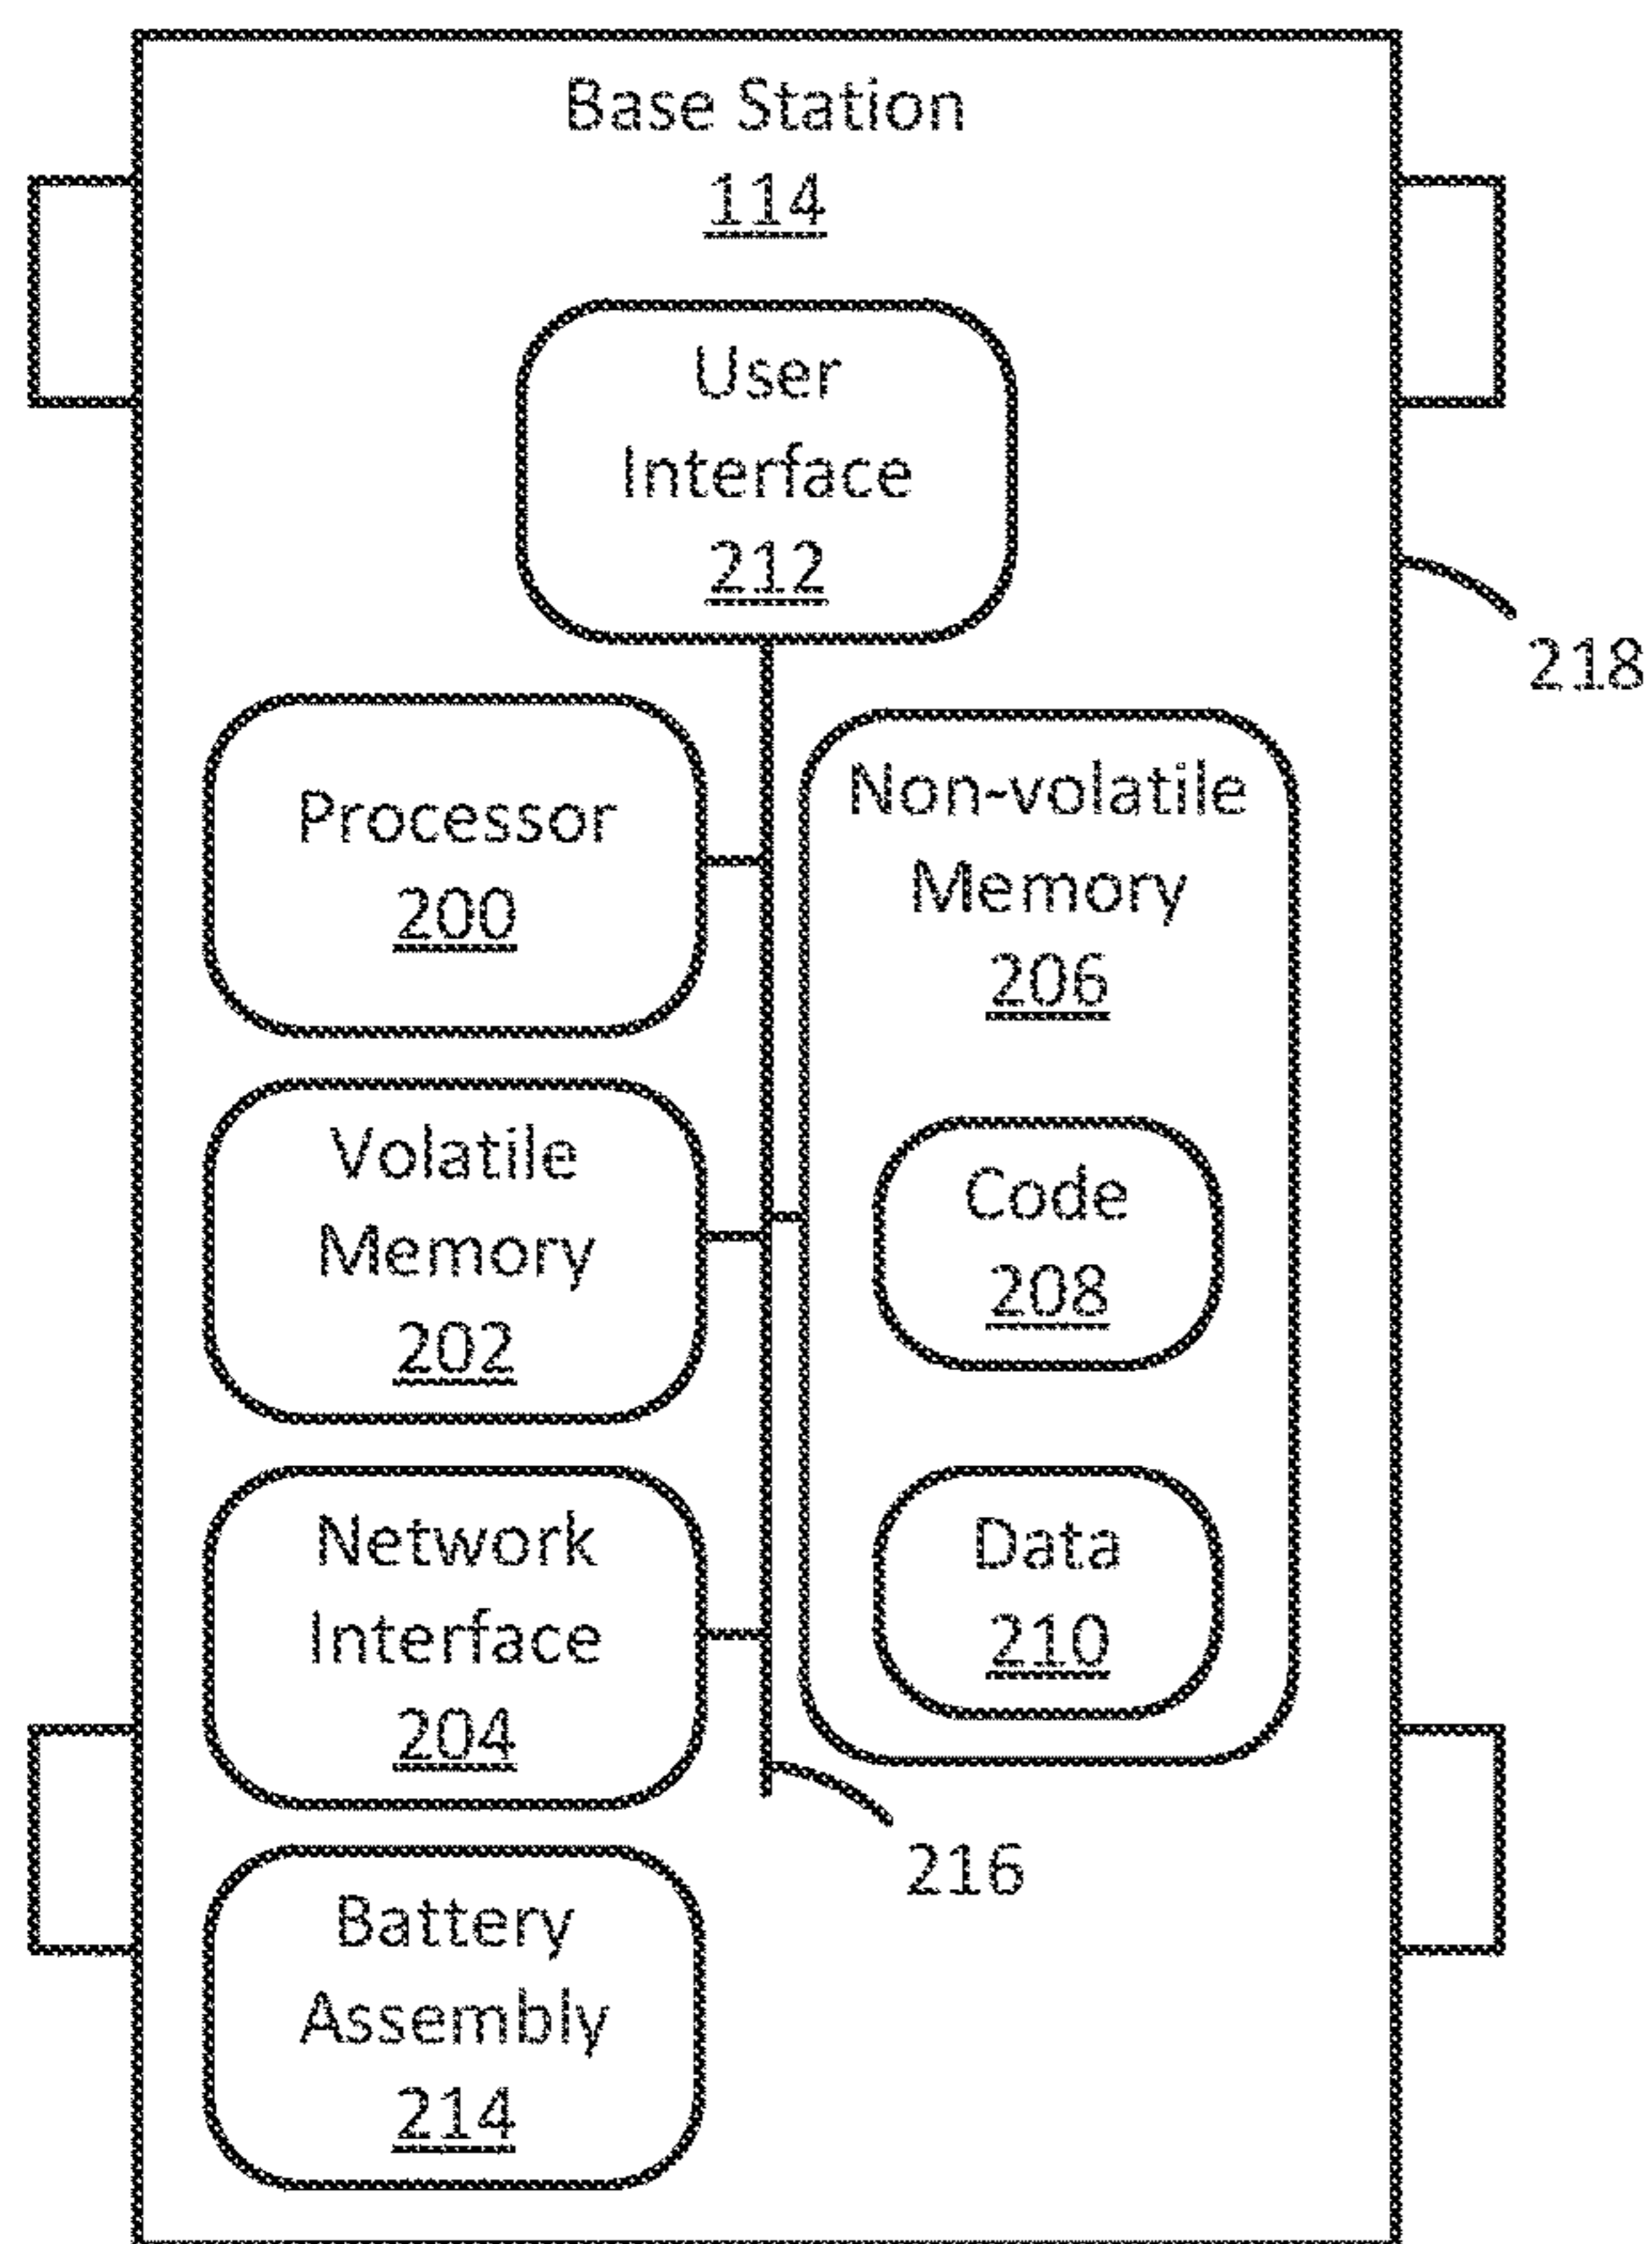 Base Station
114
User
Interface
212
218
Processor
200
Non-volatile
Memory
206
Volatile
Memory
202
Code
208
Network
Interface
204
Data
210
216
Battery
Assembly
214